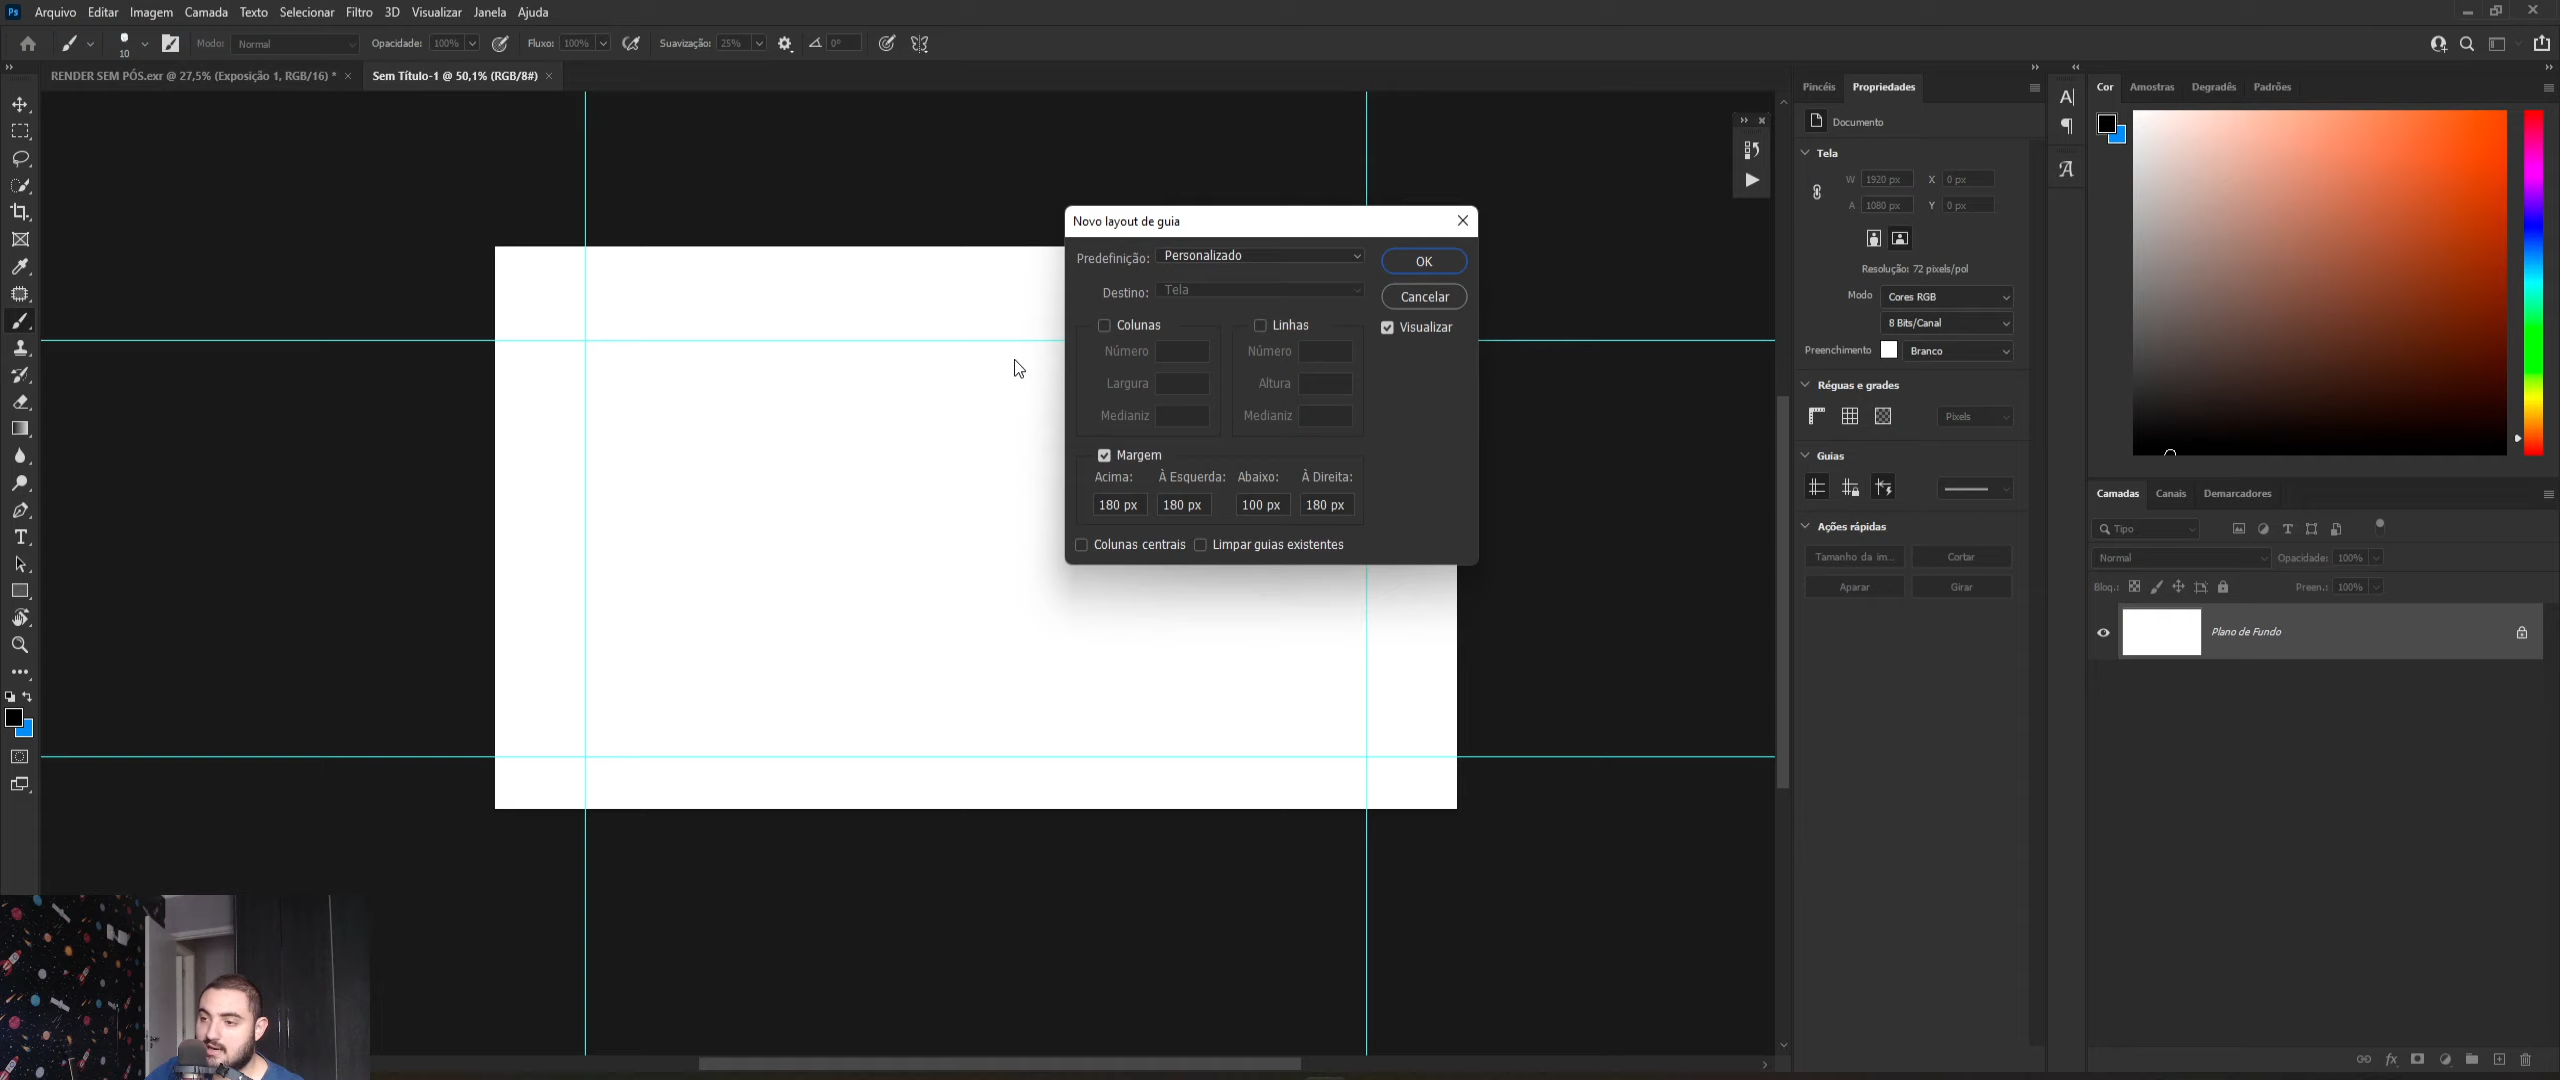 Ps Arquivo Editar Imagem Camada Texto Selecionar Filtro 3D Visualizar Janela Ajuda
10 Modo: Normal Opacidade: 100% Fluxo: 100% Suavização: 25% 0°
RENDER SEM PÓS.exr @ 27,5% (Exposição 1, RGB/16) * × Sem Título-1 @ 50,1% (RGB/8#) ×
Novo layout de guia
Predefinição: Personalizado
OK
Destino: Tela
Cancelar
Colunas
Linhas
Visualizar
Número
Número
Largura
Altura
Medianiz
Medianiz
Margem
Acima: À Esquerda: Abaixo: À Direita:
180 px 180 px 100 px 180 px
Colunas centrais Limpar guias existentes
Pincéis Propriedades
Documento
Tela
W 1920 px X 0 px
A 1080 px Y 0 px
Resolução: 72 pixels/pol
Modo Cores RGB
8 Bits/Canal
Preenchimento Branco
Réguas e grades
Pixels
Guias
Ações rápidas
Tamanho da im... Cortar
Aparar Girar
Cor Amostras Degradês Padrões
Camadas Canais Demarcadores
Tipo
Normal Opacidade: 100%
Bloq.: Preen.: 100%
Plano de Fundo
fx